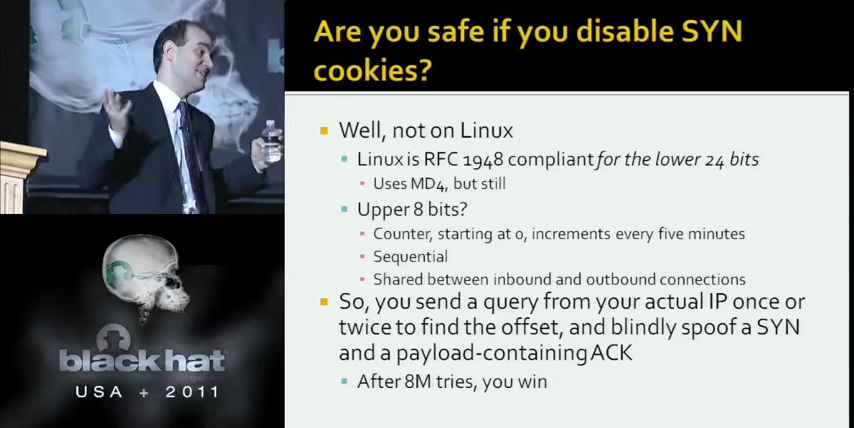 Are you safe if you disable SYN
cookies?
Well, not on Linux
Linux is RFC 1948 compliant for the lower 24 bits
Uses MD4, but still
Upper 8 bits?
Counter, starting at 0, increments every five minutes
Sequential
Shared between inbound and outbound connections
So, you send a query from your actual IP once or
twice to find the offset, and blindly spoof a SYN
and a payload-containing ACK
After 8M tries, you win
black hat
USA + 2011